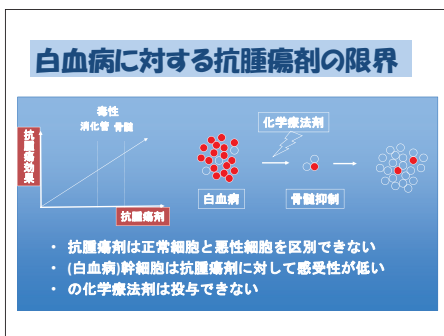 白血病に対する抗腫瘍剤の限界
毒性
消化管 骨髄
抗腫瘍効果
抗腫瘍剤
化学療法剤
白血病
骨髄抑制
・ 抗腫瘍剤は正常細胞と悪性細胞を区別できない
・ (白血病)幹細胞は抗腫瘍剤に対して感受性が低い
・ の化学療法剤は投与できない